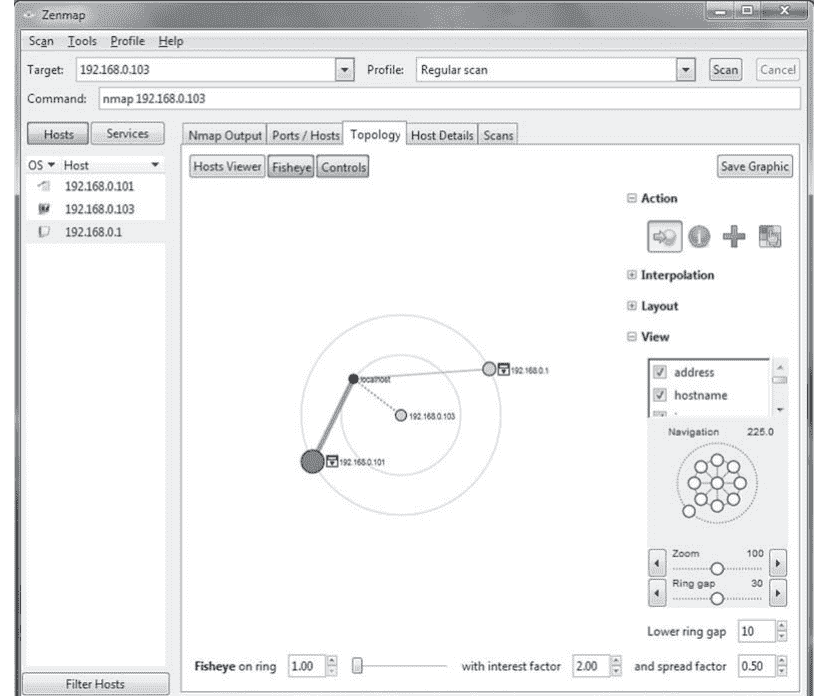 Zenmap
Scan Tools Profile Help
Target: 192.168.0.103 Profile: Regular scan Scan Cancel
Command: nmap 192.168.0.103
Hosts Services
Nmap Output Ports / Hosts Topology Host Details Scans
OS Host
192.168.0.101
192.168.0.103
192.168.0.1
Hosts Viewer Fisheye Controls Save Graphic
Action
Interpolation
Layout
View
address
hostname
Navigation 225.0
Zoom 100
Ring gap 30
Lower ring gap 10
192.168.0.1
localhost
192.168.0.103
192.168.0.101
Fisheye on ring 1.00 with interest factor 2.00 and spread factor 0.50
Filter Hosts